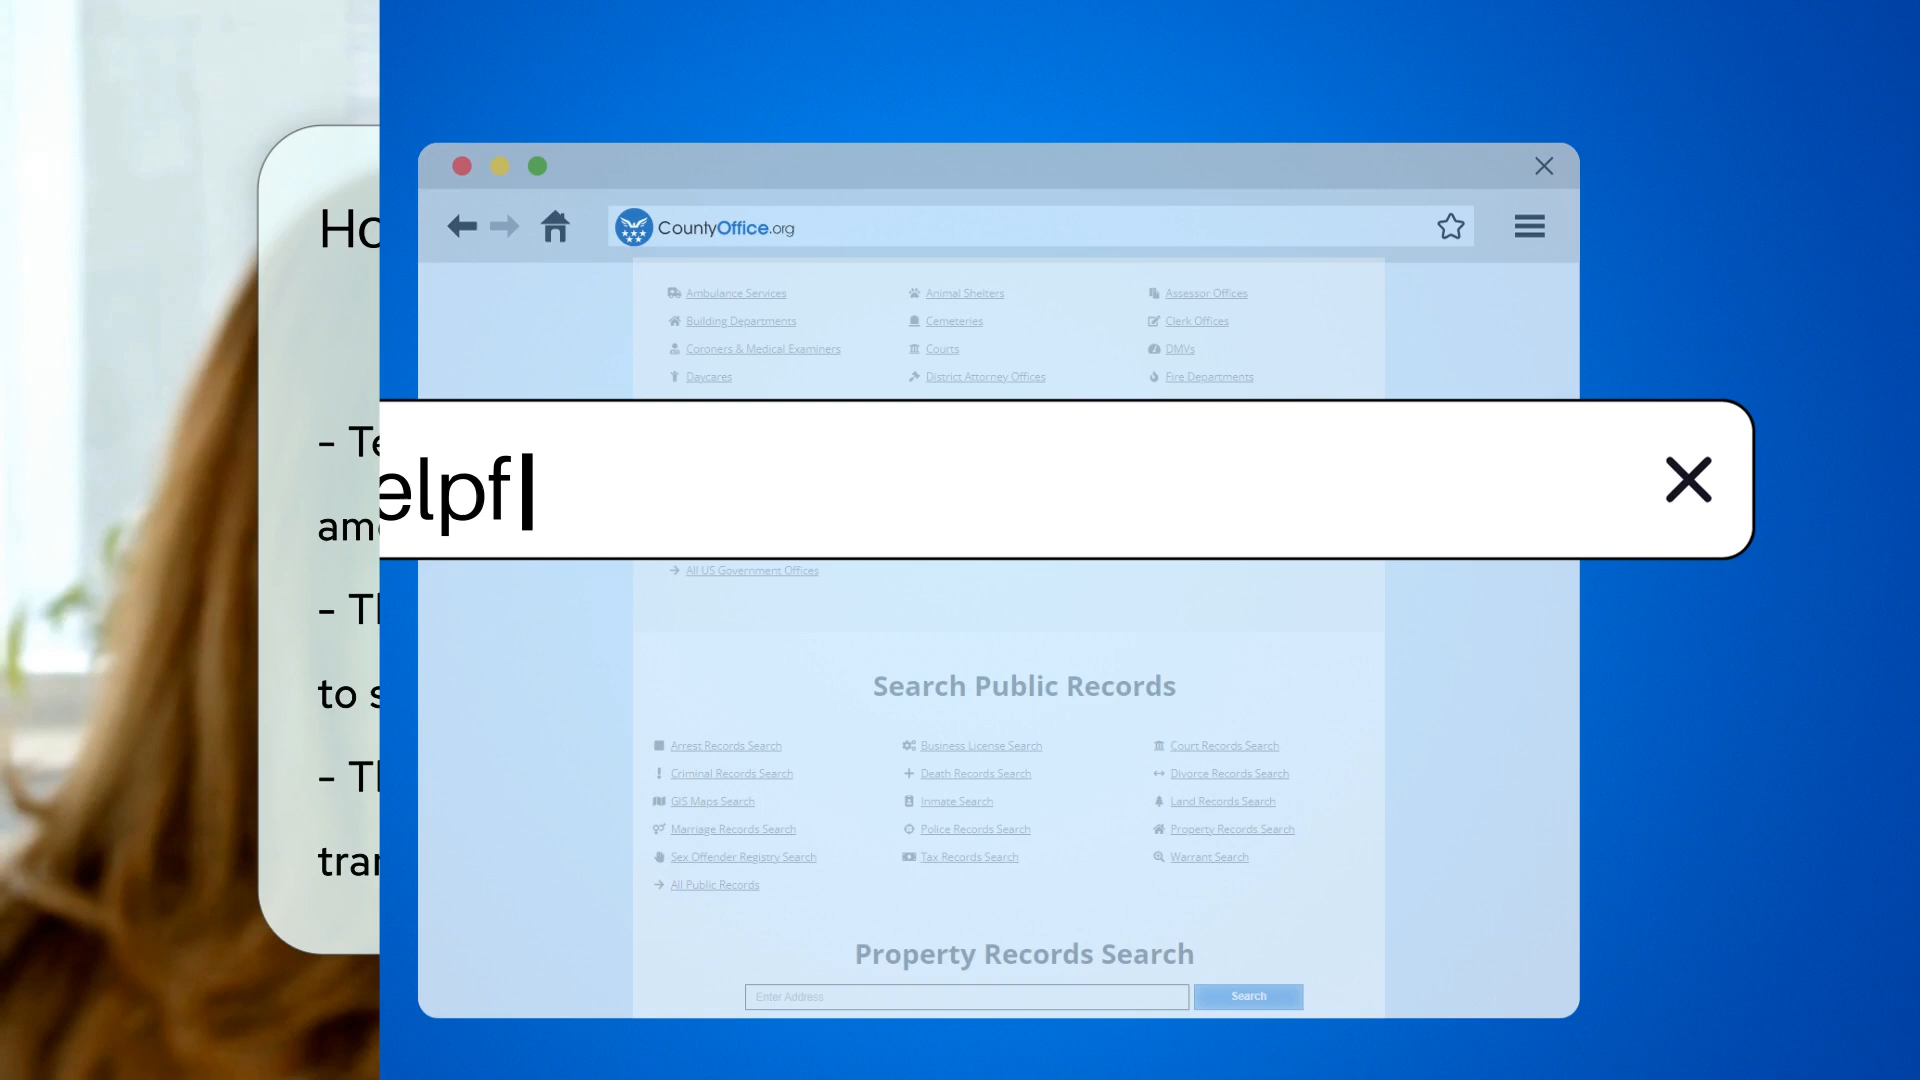 Ho
- Te
am
- Th
to s
- Th
tran
CountyOffice.org
Ambulance Services
Animal Shelters
Assessor Offices
Building Departments
Cemeteries
Clerk Offices
Coroners & Medical Examiners
Courts
DMVs
Daycares
District Attorney Offices
Fire Departments
elpf
All US Government Offices
Search Public Records
Arrest Records Search
Business License Search
Court Records Search
Criminal Records Search
Death Records Search
Divorce Records Search
GIS Maps Search
Inmate Search
Land Records Search
Marriage Records Search
Police Records Search
Property Records Search
Sex Offender Registry Search
Tax Records Search
Warrant Search
All Public Records
Property Records Search
Enter Address
Search